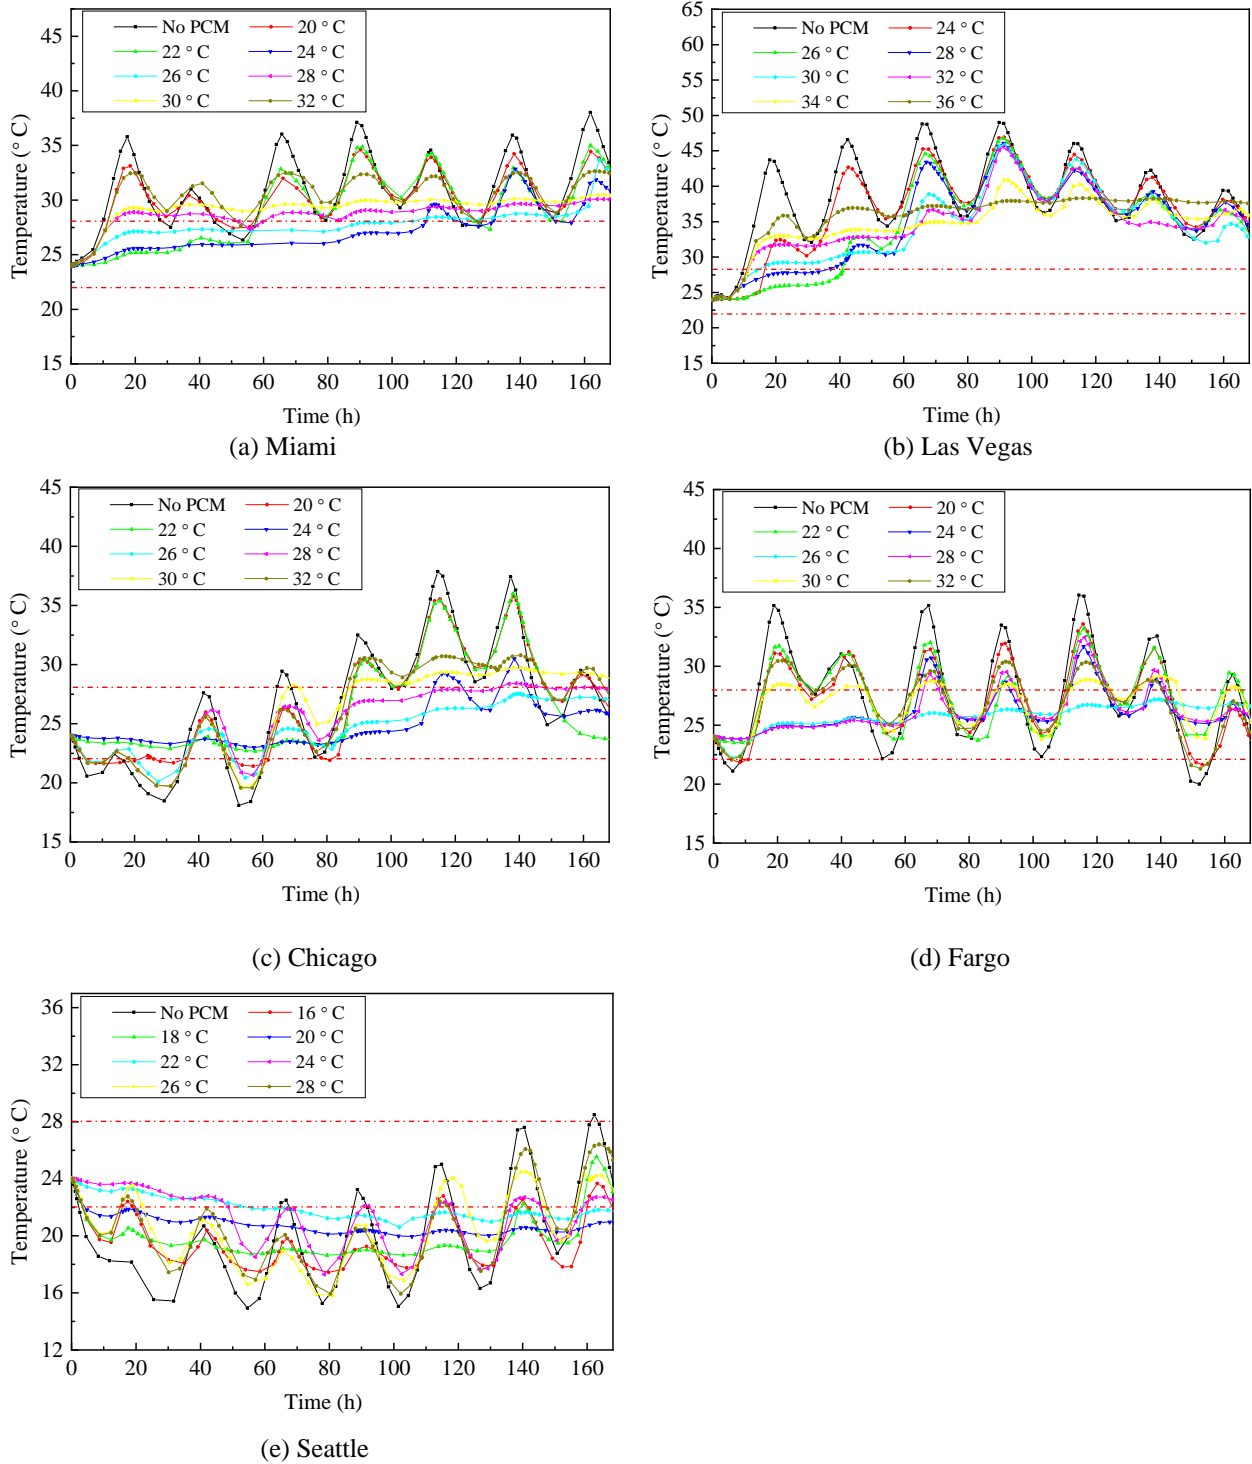 No PCM 20 ° C
22 ° C 24 ° C
26 ° C 28 ° C
30 ° C 32 ° C
45
40
35
30
25
20
15
Temperature (° C)
0 20 40 60 80 100 120 140 160
Time (h)
(a) Miami
No PCM 24 ° C
26 ° C 28 ° C
30 ° C 32 ° C
34 ° C 36 ° C
65
60
55
50
45
40
35
30
25
20
15
Temperature (° C)
0 20 40 60 80 100 120 140 160
Time (h)
(b) Las Vegas
No PCM 20 ° C
22 ° C 24 ° C
26 ° C 28 ° C
30 ° C 32 ° C
45
40
35
30
25
20
15
Temperature (° C)
0 20 40 60 80 100 120 140 160
Time (h)
(c) Chicago
No PCM 20 ° C
22 ° C 24 ° C
26 ° C 28 ° C
30 ° C 32 ° C
45
40
35
30
25
20
15
Temperature (° C)
0 20 40 60 80 100 120 140 160
Time (h)
(d) Fargo
No PCM 16 ° C
18 ° C 20 ° C
22 ° C 24 ° C
26 ° C 28 ° C
36
32
28
24
20
16
12
Temperature (° C)
0 20 40 60 80 100 120 140 160
Time (h)
(e) Seattle